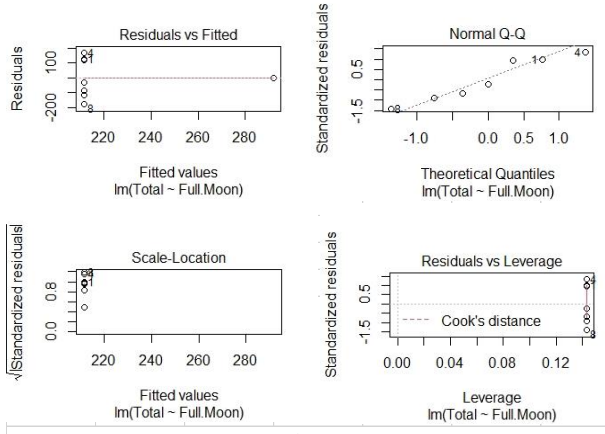 Residuals vs Fitted
Residuals
100
-200
4
1
8
220 240 260 280
Fitted values
lm(Total ~ Full.Moon)
Normal Q-Q
Standardized residuals
0.5
-1.5
1
4
8
-1.0 0.0 0.5 1.0
Theoretical Quantiles
lm(Total ~ Full.Moon)
Scale-Location
√|Standardized residuals|
0.8
0.0
1
220 240 260 280
Fitted values
lm(Total ~ Full.Moon)
Residuals vs Leverage
Standardized residuals
0.5
-1.5
4
8
Cook's distance
0.00 0.04 0.08 0.12
Leverage
lm(Total ~ Full.Moon)